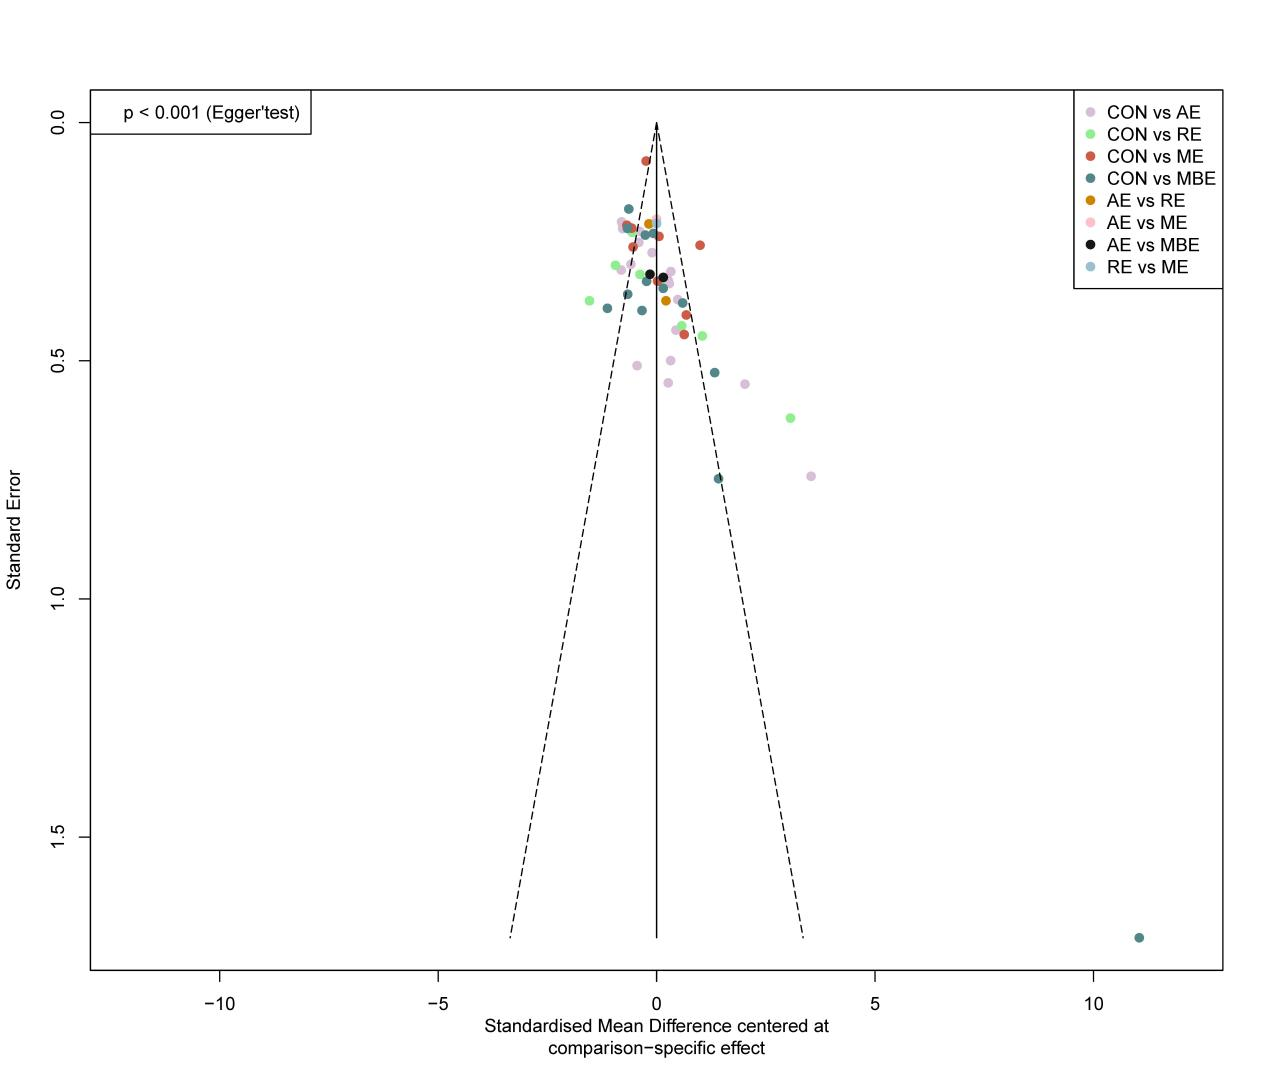 p < 0.001 (Egger'test)
CON vs AE
CON vs RE
CON vs ME
CON vs MBE
AE vs RE
AE vs ME
AE vs MBE
RE vs ME
0.0
0.5
1.0
1.5
Standard Error
−10
−5
0
5
10
Standardised Mean Difference centered at
comparison−specific effect